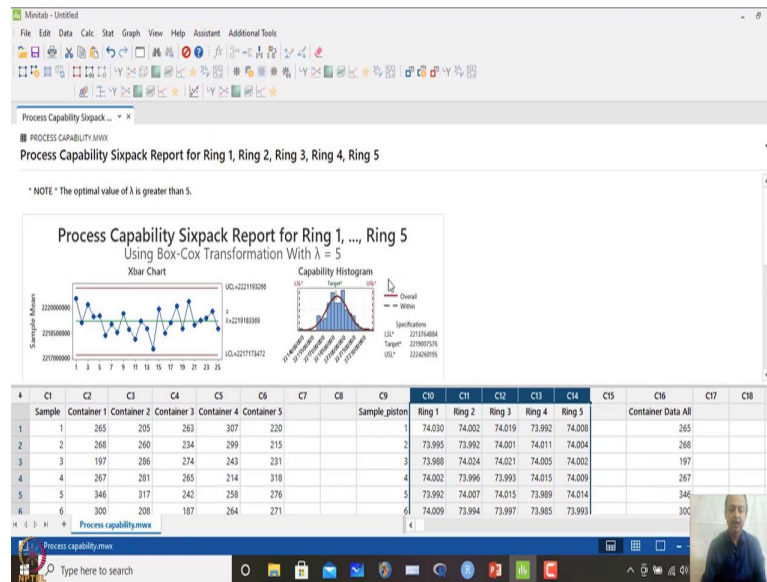 Minitab - Untitled
File Edit Data Calc Stat Graph View Help Assistant Additional Tools
Process Capability Sixpack ... × 
PROCESS CAPABILITY.MWX
Process Capability Sixpack Report for Ring 1, Ring 2, Ring 3, Ring 4, Ring 5
* NOTE * The optimal value of λ is greater than 5.
Process Capability Sixpack Report for Ring 1, ..., Ring 5
Using Box-Cox Transformation With λ = 5
Xbar Chart
Capability Histogram
Sample Mean
2220000000
2218500000
2217000000
UCL=2221193266
X=2219183369
LCL=2217173472
1 3 5 7 9 11 13 15 17 19 21 23 25
LSL* Target* USL*
Overall
Within
Specifications
LSL* 2213764884
Target* 2219007576
USL* 2224260195
C1 C2 C3 C4 C5 C6 C7 C8 C9 C10 C11 C12 C13 C14 C15 C16 C17 C18
Sample Container 1 Container 2 Container 3 Container 4 Container 5 Sample_piston Ring 1 Ring 2 Ring 3 Ring 4 Ring 5 Container Data All
1 1 265 205 263 307 220 1 74.030 74.002 74.019 73.992 74.008 265
2 2 268 260 234 299 215 2 73.995 73.992 74.001 74.011 74.004 268
3 3 197 286 274 243 231 3 73.988 74.024 74.021 74.005 74.002 197
4 4 267 281 265 214 318 4 74.002 73.996 73.993 74.015 74.009 267
5 5 346 317 242 258 276 5 73.992 74.007 74.015 73.989 74.014 346
6 6 300 208 187 264 271 6 74.009 73.994 73.997 73.985 73.993 300
Process capability.mwx
Process capability.mwx
Type here to search
NPTEL